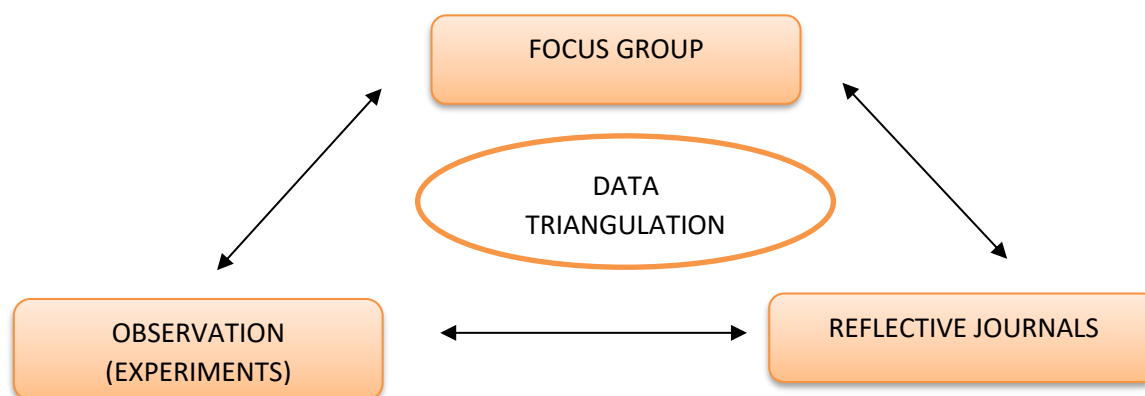 FOCUS GROUP
DATA
TRIANGULATION
OBSERVATION
(EXPERIMENTS)
REFLECTIVE JOURNALS